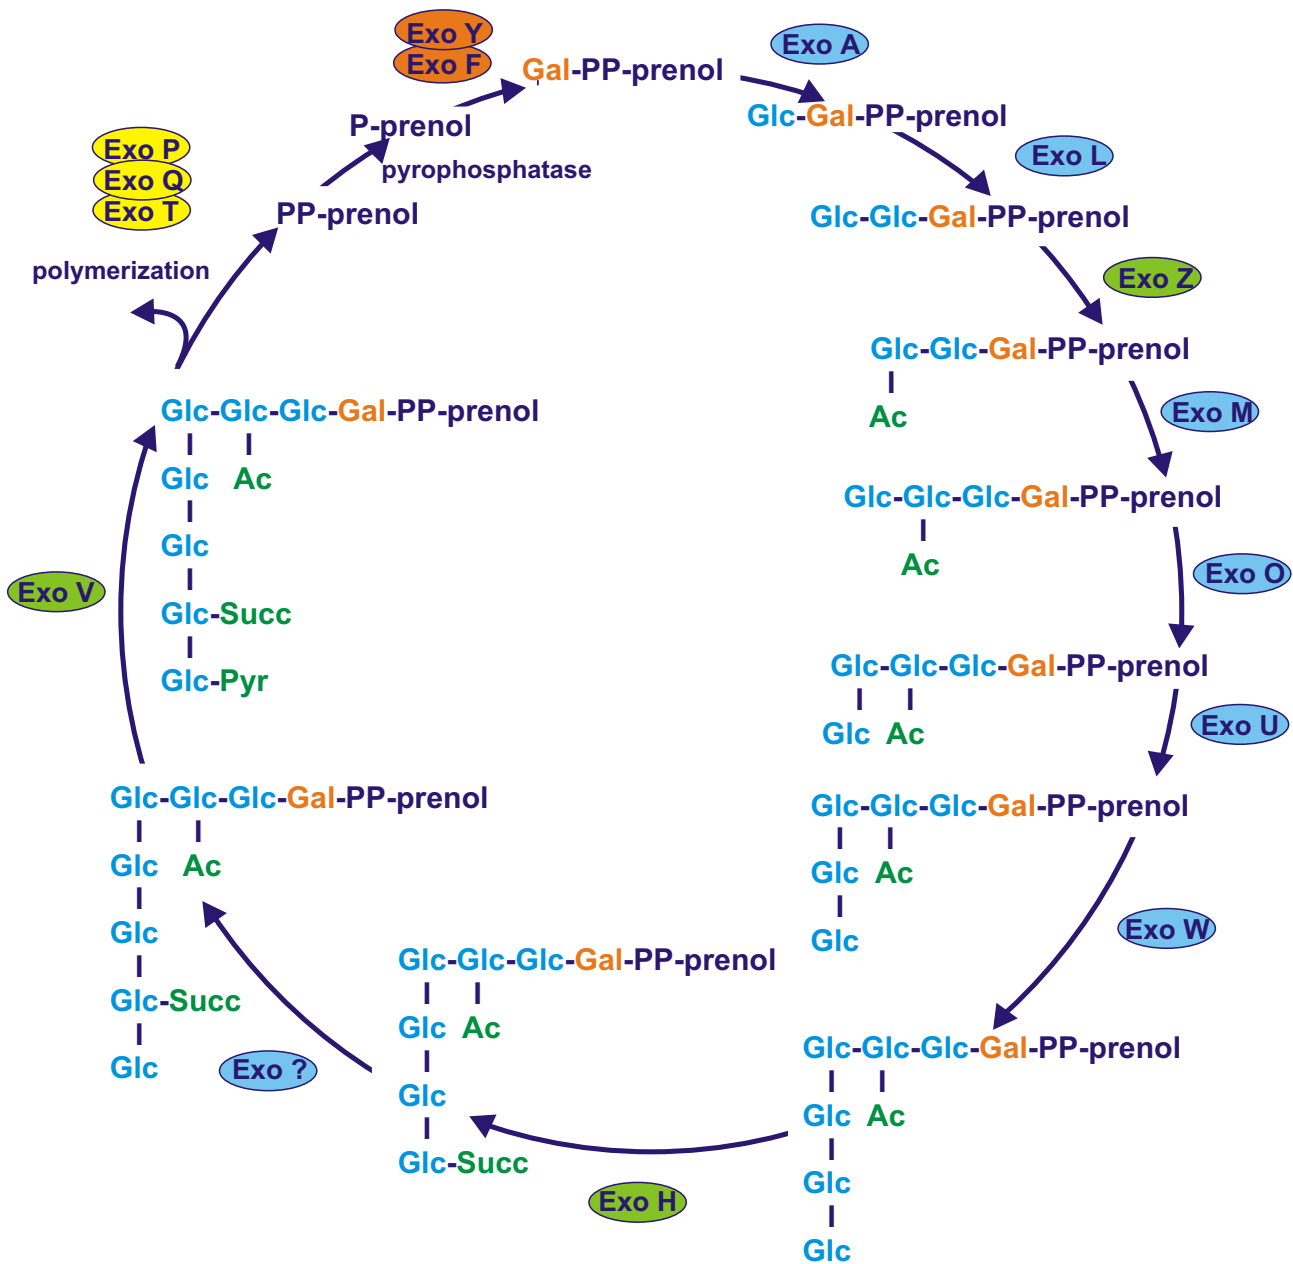 Exo Y
Exo F
Gal-PP-prenol
Exo A
Glc-Gal-PP-prenol
Exo L
Glc-Glc-Gal-PP-prenol
Exo Z
Glc-Glc-Gal-PP-prenol
Ac
Exo M
Glc-Glc-Glc-Gal-PP-prenol
Ac
Exo O
Glc-Glc-Glc-Gal-PP-prenol
Glc Ac
Exo U
Glc-Glc-Glc-Gal-PP-prenol
Glc Ac
Glc
Exo W
Glc-Glc-Glc-Gal-PP-prenol
Glc Ac
Glc
Glc
Exo H
Glc-Glc-Glc-Gal-PP-prenol
Glc Ac
Glc
Glc-Succ
Exo ?
Glc-Glc-Glc-Gal-PP-prenol
Glc Ac
Glc
Glc-Succ
Glc
Exo V
Glc-Glc-Glc-Gal-PP-prenol
Glc Ac
Glc
Glc-Succ
Glc-Pyr
polymerization
Exo P
Exo Q
Exo T
PP-prenol
pyrophosphatase
P-prenol